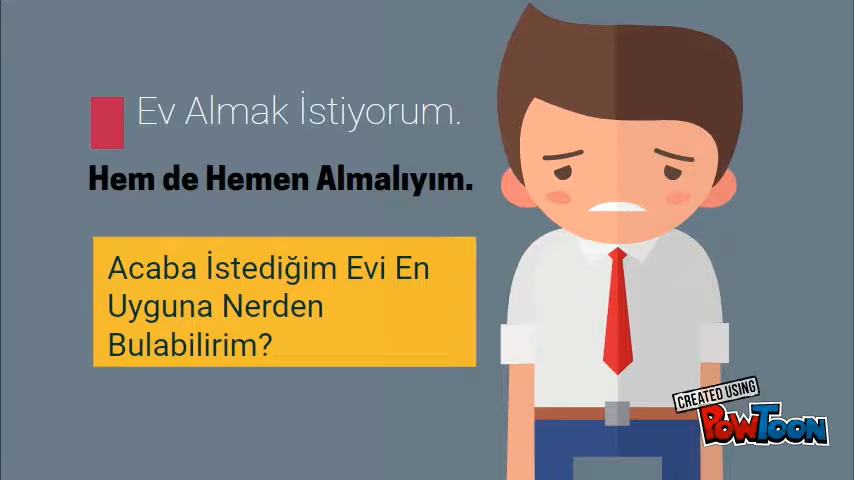 Ev Almak İstiyorum.
Hem de Hemen Almalıyım.
Acaba İstediğim Evi En
Uyguna Nerden
Bulabilirim?
CREATED USING
POWTOON